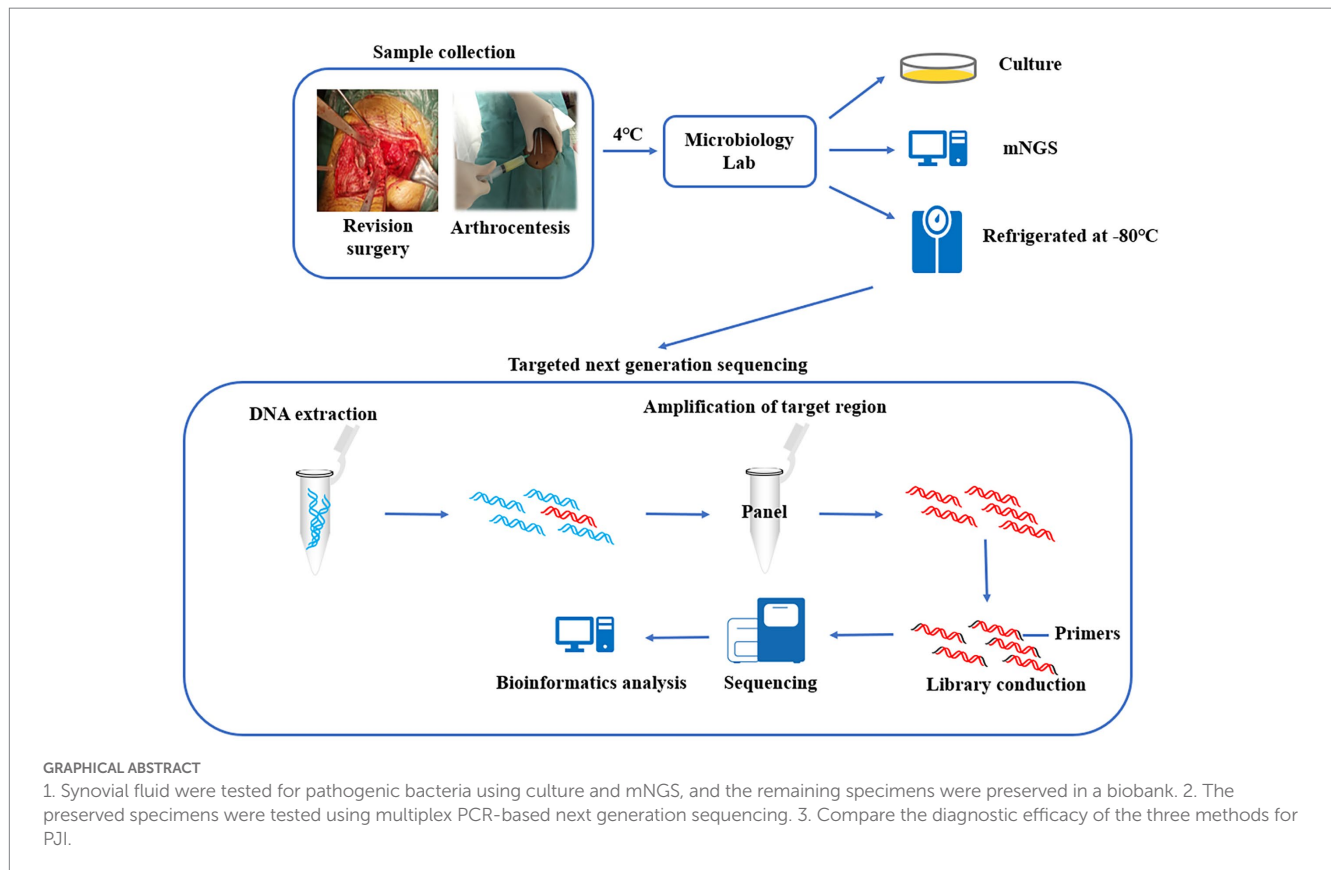 Sample collection
Revision
surgery
Arthrocentesis
4°C
Microbiology
Lab
Culture
mNGS
Refrigerated at -80°C
Targeted next generation sequencing
DNA extraction
Amplification of target region
Panel
Primers
Library conduction
Sequencing
Bioinformatics analysis
GRAPHICAL ABSTRACT
1. Synovial fluid were tested for pathogenic bacteria using culture and mNGS, and the remaining specimens were preserved in a biobank. 2. The
preserved specimens were tested using multiplex PCR-based next generation sequencing. 3. Compare the diagnostic efficacy of the three methods for
PJI.